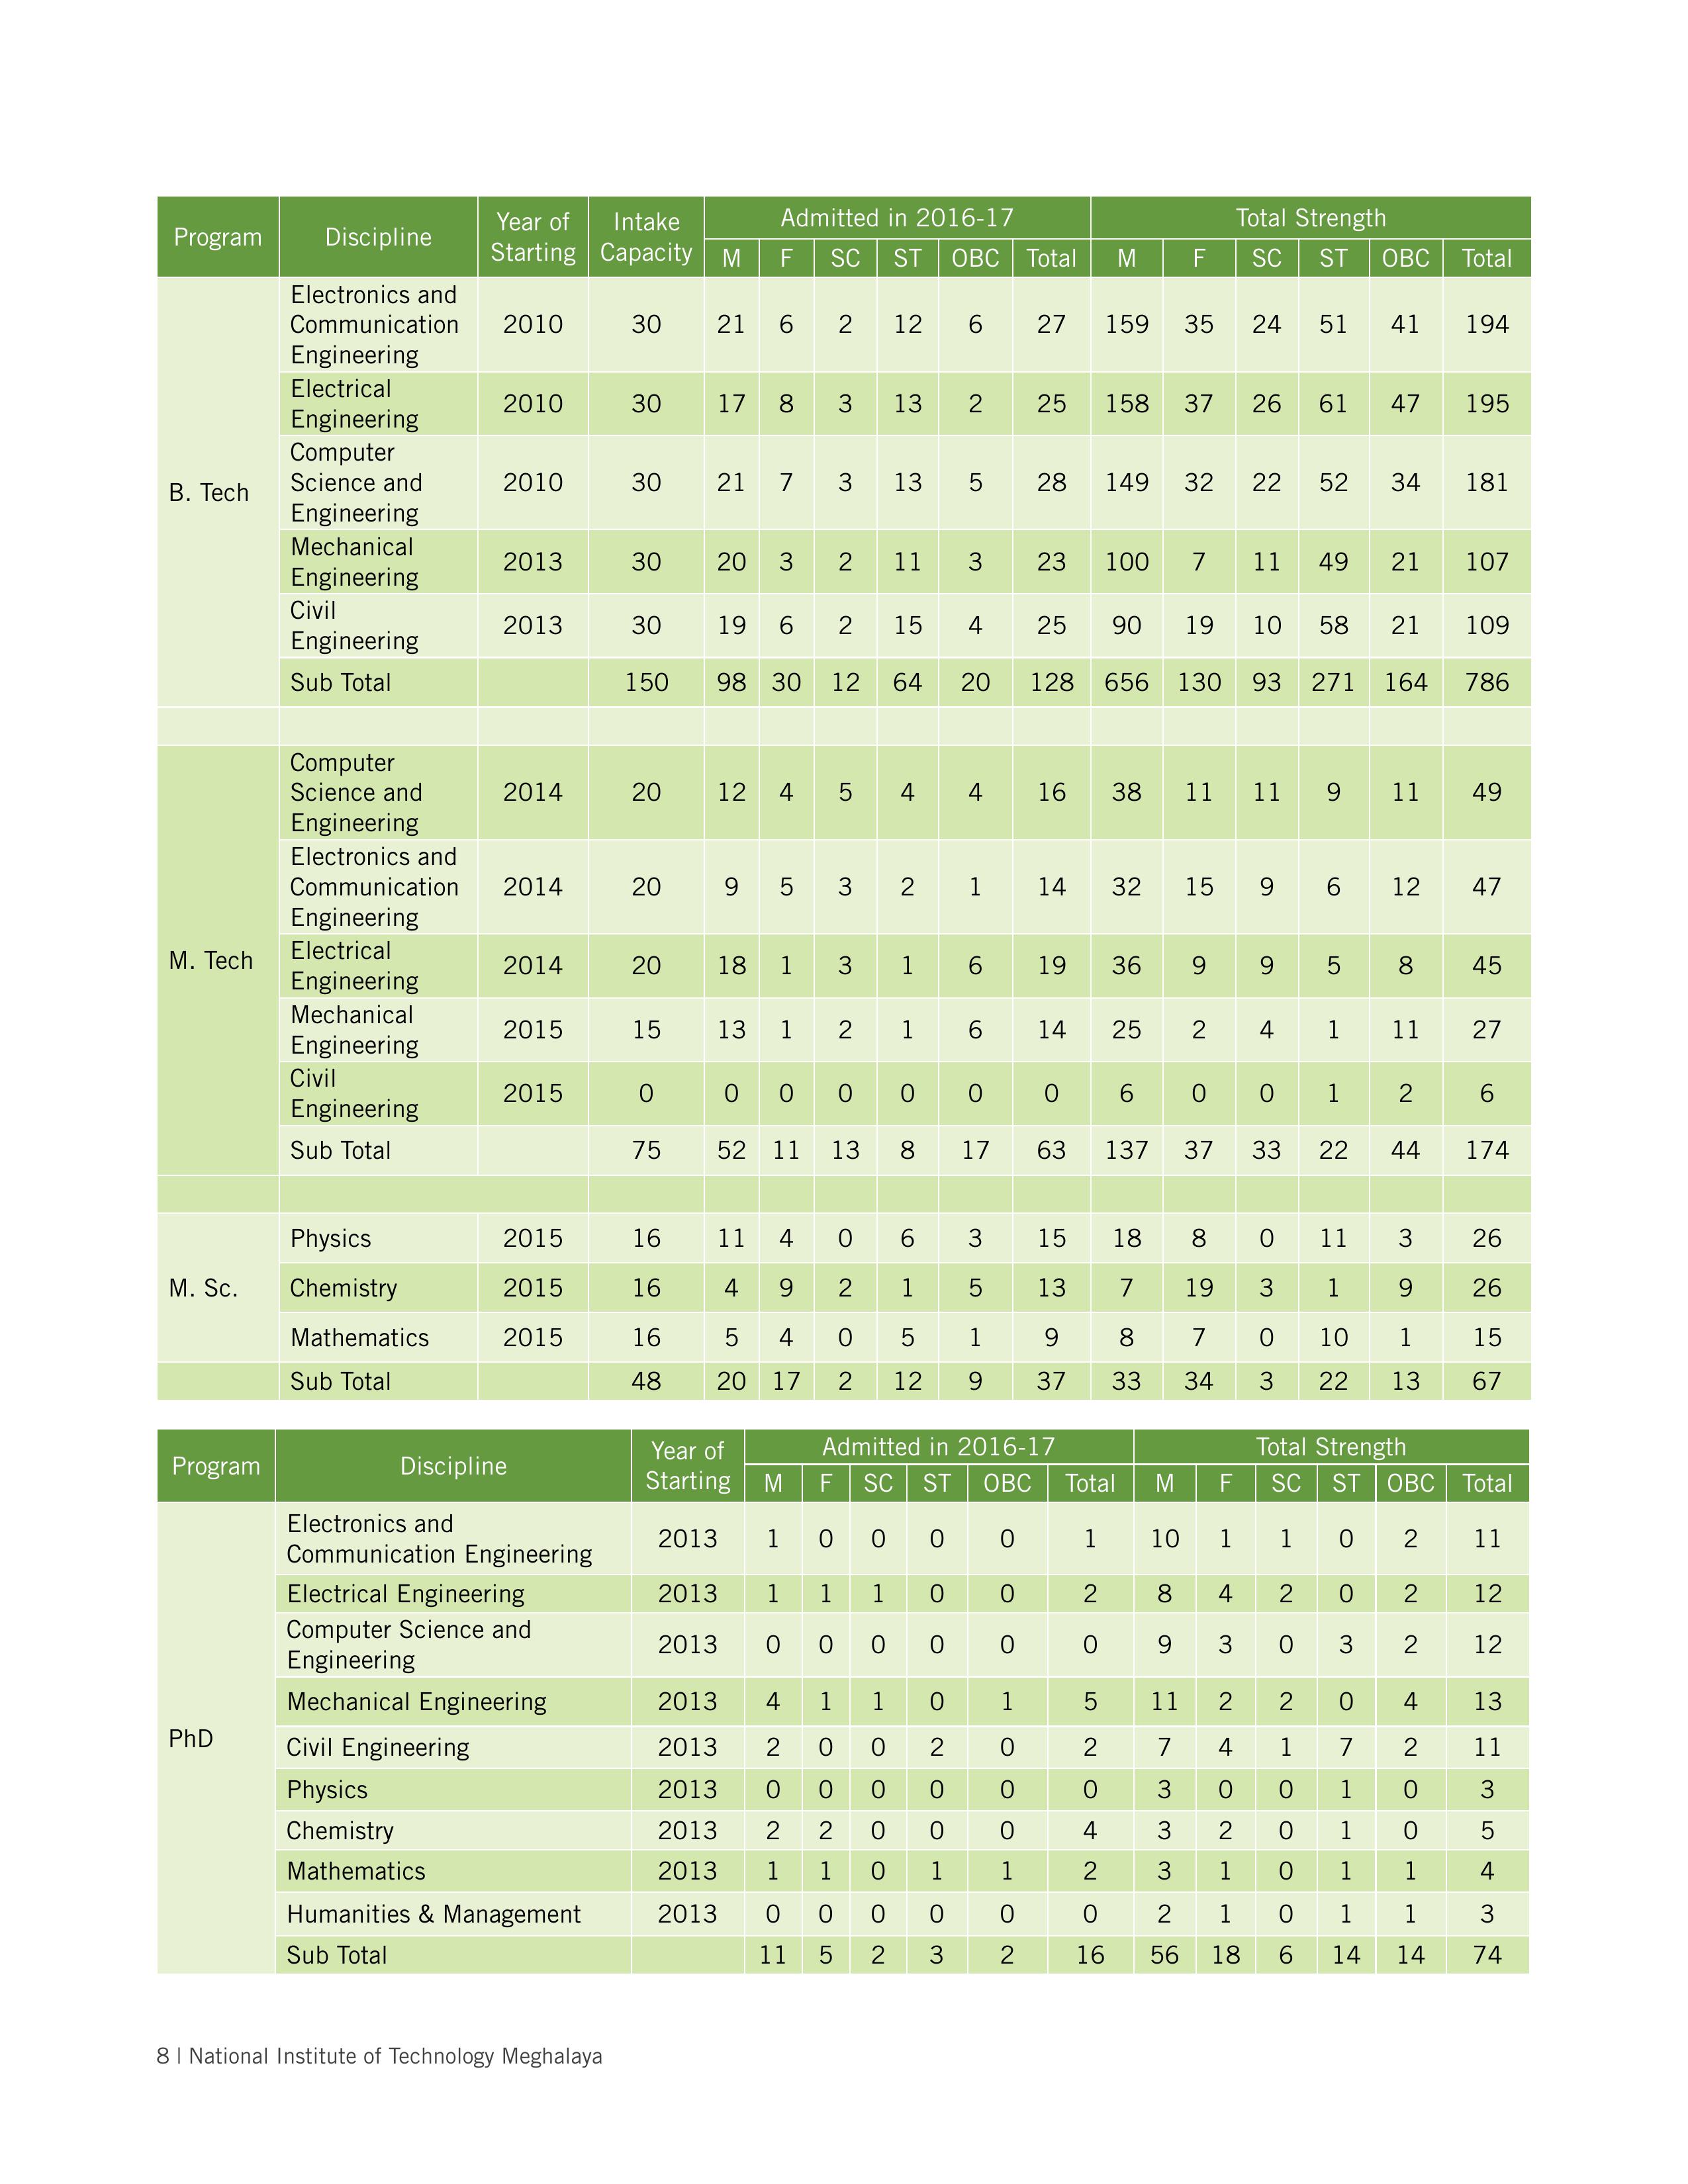 Program Discipline Year of Starting Intake Capacity Admitted in 2016-17 Total Strength
M F SC ST OBC Total M F SC ST OBC Total
B. Tech
Electronics and
Communication
Engineering
2010 30 21 6 2 12 6 27 159 35 24 51 41 194
Electrical
Engineering
2010 30 17 8 3 13 2 25 158 37 26 61 47 195
Computer
Science and
Engineering
2010 30 21 7 3 13 5 28 149 32 22 52 34 181
Mechanical
Engineering
2013 30 20 3 2 11 3 23 100 7 11 49 21 107
Civil
Engineering
2013 30 19 6 2 15 4 25 90 19 10 58 21 109
Sub Total 150 98 30 12 64 20 128 656 130 93 271 164 786
M. Tech
Computer
Science and
Engineering
2014 20 12 4 5 4 4 16 38 11 11 9 11 49
Electronics and
Communication
Engineering
2014 20 9 5 3 2 1 14 32 15 9 6 12 47
Electrical
Engineering
2014 20 18 1 3 1 6 19 36 9 9 5 8 45
Mechanical
Engineering
2015 15 13 1 2 1 6 14 25 2 4 1 11 27
Civil
Engineering
2015 0 0 0 0 0 0 0 6 0 0 1 2 6
Sub Total 75 52 11 13 8 17 63 137 37 33 22 44 174
M. Sc.
Physics 2015 16 11 4 0 6 3 15 18 8 0 11 3 26
Chemistry 2015 16 4 9 2 1 5 13 7 19 3 1 9 26
Mathematics 2015 16 5 4 0 5 1 9 8 7 0 10 1 15
Sub Total 48 20 17 2 12 9 37 33 34 3 22 13 67
Program Discipline Year of Starting Admitted in 2016-17 Total Strength
M F SC ST OBC Total M F SC ST OBC Total
PhD
Electronics and
Communication Engineering
2013 1 0 0 0 0 1 10 1 1 0 2 11
Electrical Engineering 2013 1 1 1 0 0 2 8 4 2 0 2 12
Computer Science and
Engineering
2013 0 0 0 0 0 0 9 3 0 3 2 12
Mechanical Engineering 2013 4 1 1 0 1 5 11 2 2 0 4 13
Civil Engineering 2013 2 0 0 2 0 2 7 4 1 7 2 11
Physics 2013 0 0 0 0 0 0 3 0 0 1 0 3
Chemistry 2013 2 2 0 0 0 4 3 2 0 1 0 5
Mathematics 2013 1 1 0 1 1 2 3 1 0 1 1 4
Humanities & Management 2013 0 0 0 0 0 0 2 1 0 1 1 3
Sub Total 11 5 2 3 2 16 56 18 6 14 14 74
8 | National Institute of Technology Meghalaya